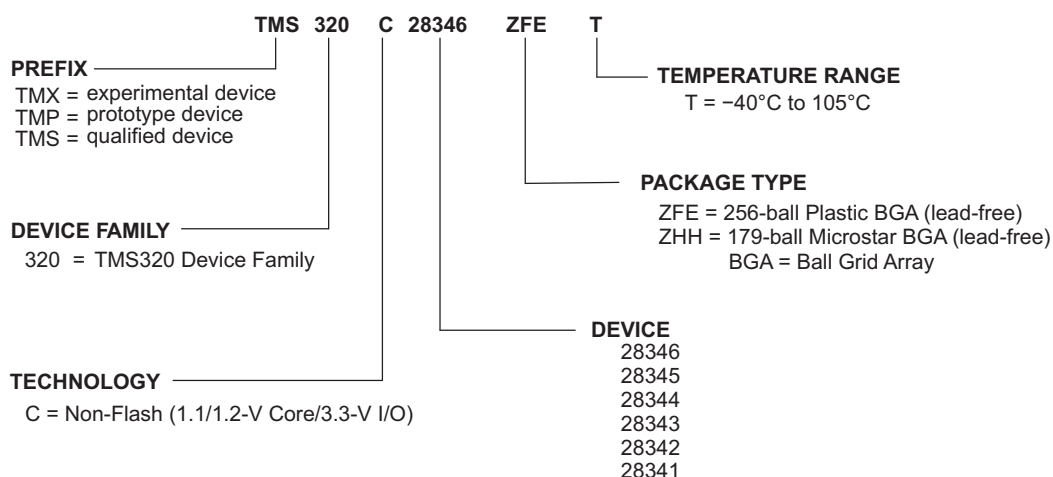 TMS 320 C 28346 ZFE T
PREFIX
TMX = experimental device
TMP = prototype device
TMS = qualified device
TEMPERATURE RANGE
T = −40°C to 105°C
PACKAGE TYPE
ZFE = 256-ball Plastic BGA (lead-free)
ZHH = 179-ball Microstar BGA (lead-free)
BGA = Ball Grid Array
DEVICE FAMILY
320 = TMS320 Device Family
DEVICE
28346
28345
28344
28343
28342
28341
TECHNOLOGY
C = Non-Flash (1.1/1.2-V Core/3.3-V I/O)